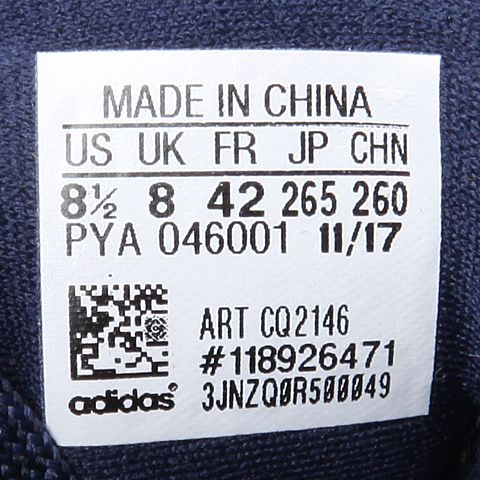 MADE IN CHINA
US UK FR JP CHN
8½ 8 42 265 260
PYA 046001 11/17
ART CQ2146
#118926471
adidas® 3JNZQ0R500049